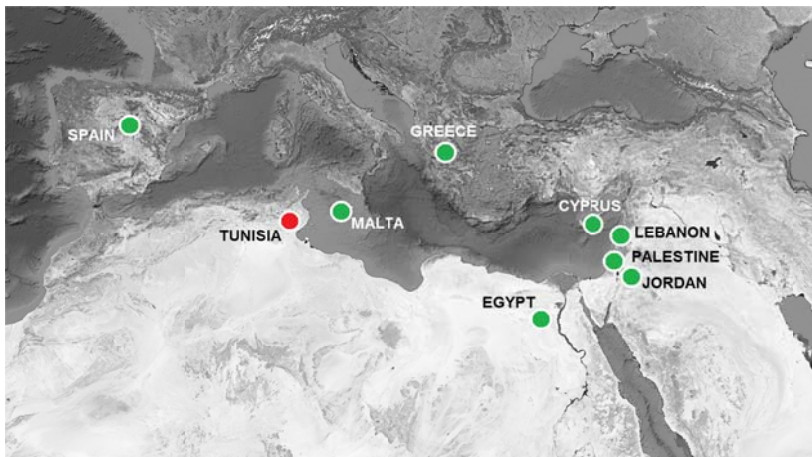 SPAIN
GREECE
CYPRUS
MALTA
TUNISIA
LEBANON
PALESTINE
JORDAN
EGYPT